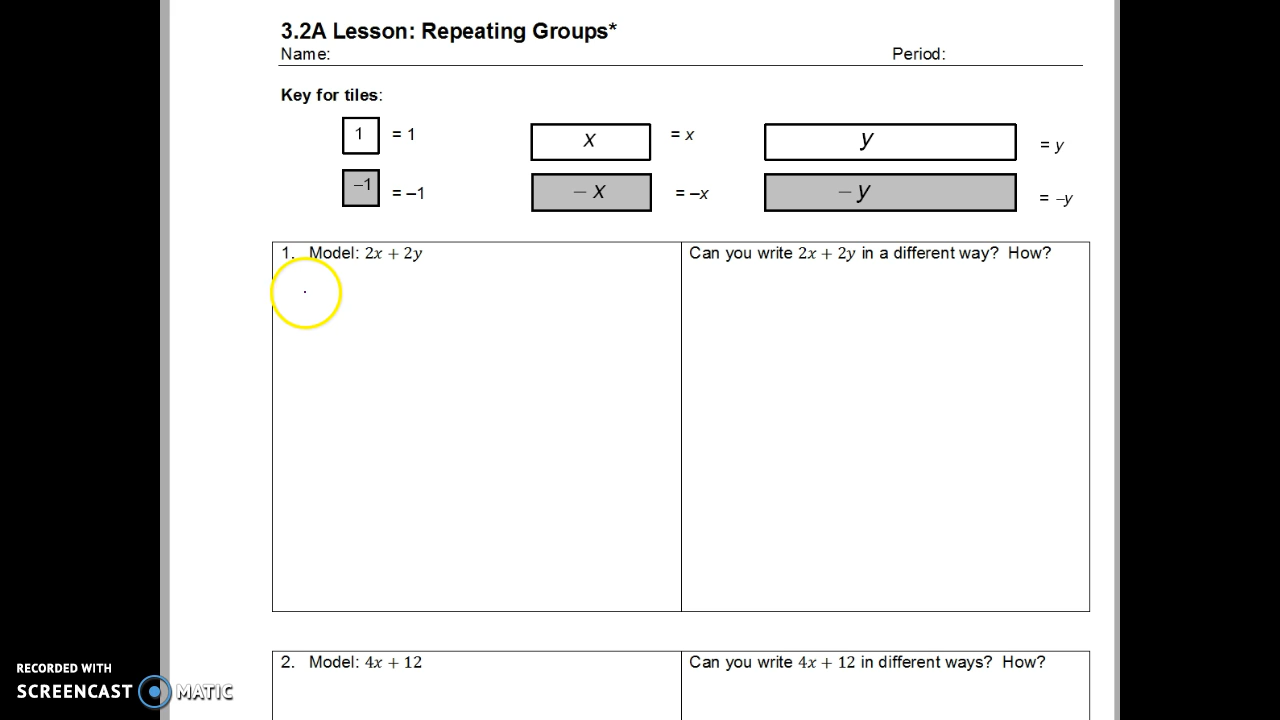 3.2A Lesson: Repeating Groups*
Name: Period:
Key for tiles:
1 = 1 x = x y = y
–1 = –1 – x = –x – y = –y
1. Model: 2x + 2y
Can you write 2x + 2y in a different way? How?
2. Model: 4x + 12
Can you write 4x + 12 in different ways? How?
RECORDED WITH
SCREENCAST MATIC